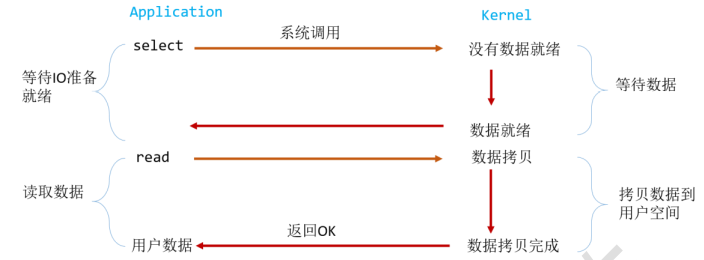 Application
Kernel
系统调用
select
没有数据就绪
等待IO准备
就绪
等待数据
数据就绪
read
数据拷贝
读取数据
拷贝数据到
用户空间
返回OK
用户数据
数据拷贝完成